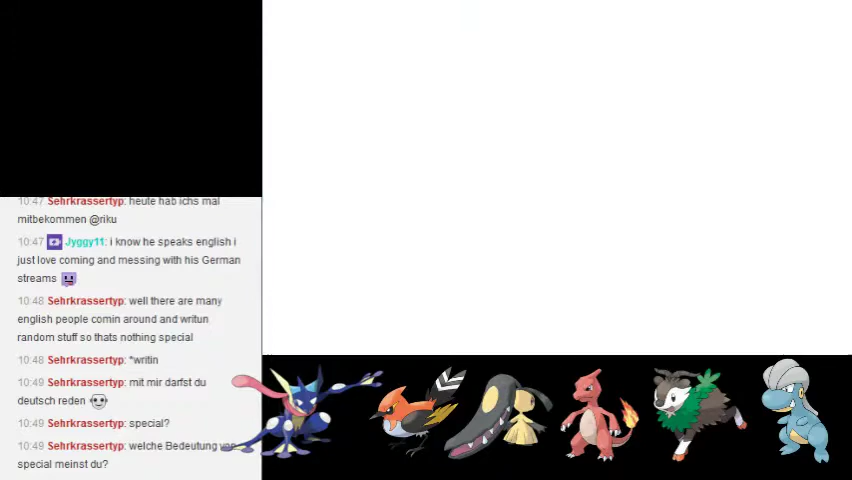 10:47 Sehrkrassertyp: heute hab ichs mal
mitbekommen @riku
10:47 Jyggy11: i know he speaks english i
just love coming and messing with his German
streams
10:48 Sehrkrassertyp: well there are many
english people comin around and writun
random stuff so thats nothing special
10:48 Sehrkrassertyp: *writin
10:49 Sehrkrassertyp: mit mir darfst du
deutsch reden
10:49 Sehrkrassertyp: special?
10:49 Sehrkrassertyp: welche Bedeutung von
special meinst du?